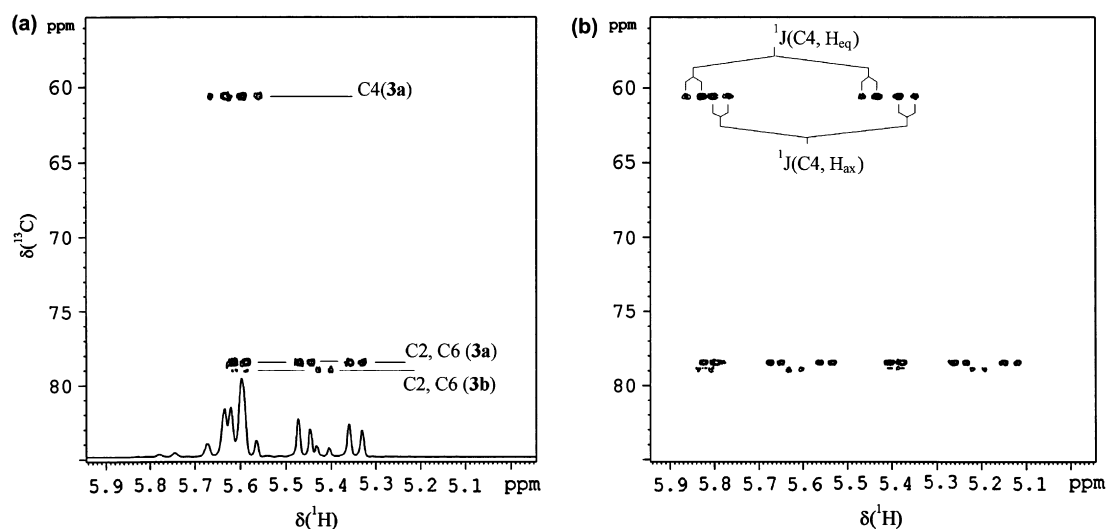 (a)
ppm
60
65
70
75
80
δ(¹³C)
C4(3a)
C2, C6 (3a)
C2, C6 (3b)
5.9 5.8 5.7 5.6 5.5 5.4 5.3 5.2 5.1 ppm
δ(¹H)
(b)
ppm
60
65
70
75
80
¹J(C4, Heq)
¹J(C4, Hax)
5.9 5.8 5.7 5.6 5.5 5.4 5.3 5.2 5.1 ppm
δ(¹H)